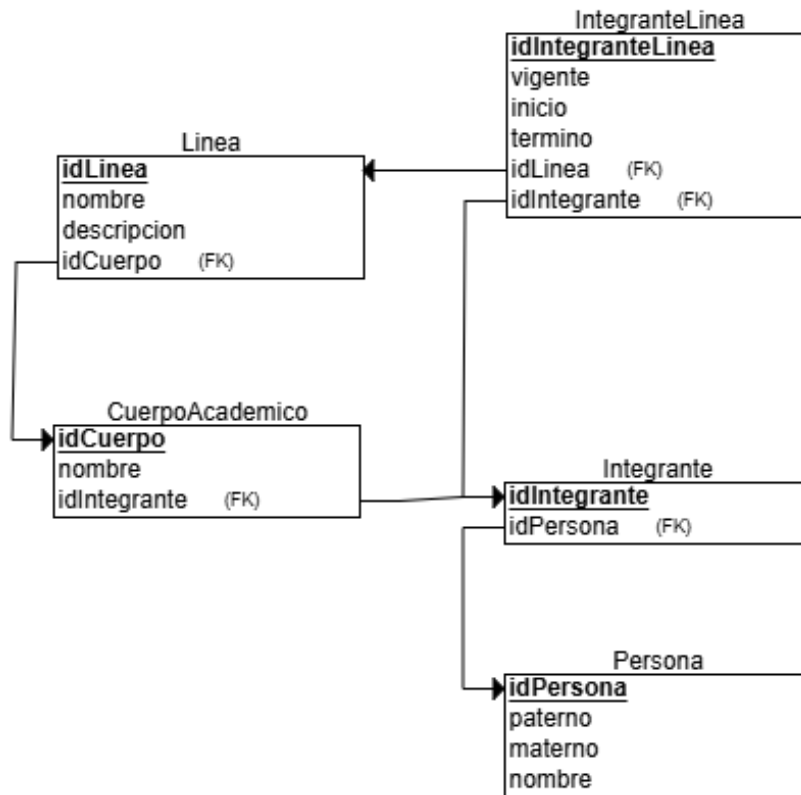 IntegranteLinea
idIntegranteLinea
vigente
inicio
termino
idLinea (FK)
idIntegrante (FK)
Linea
idLinea
nombre
descripcion
idCuerpo (FK)
CuerpoAcademico
idCuerpo
nombre
idIntegrante (FK)
Integrante
idIntegrante
idPersona (FK)
Persona
idPersona
paterno
materno
nombre